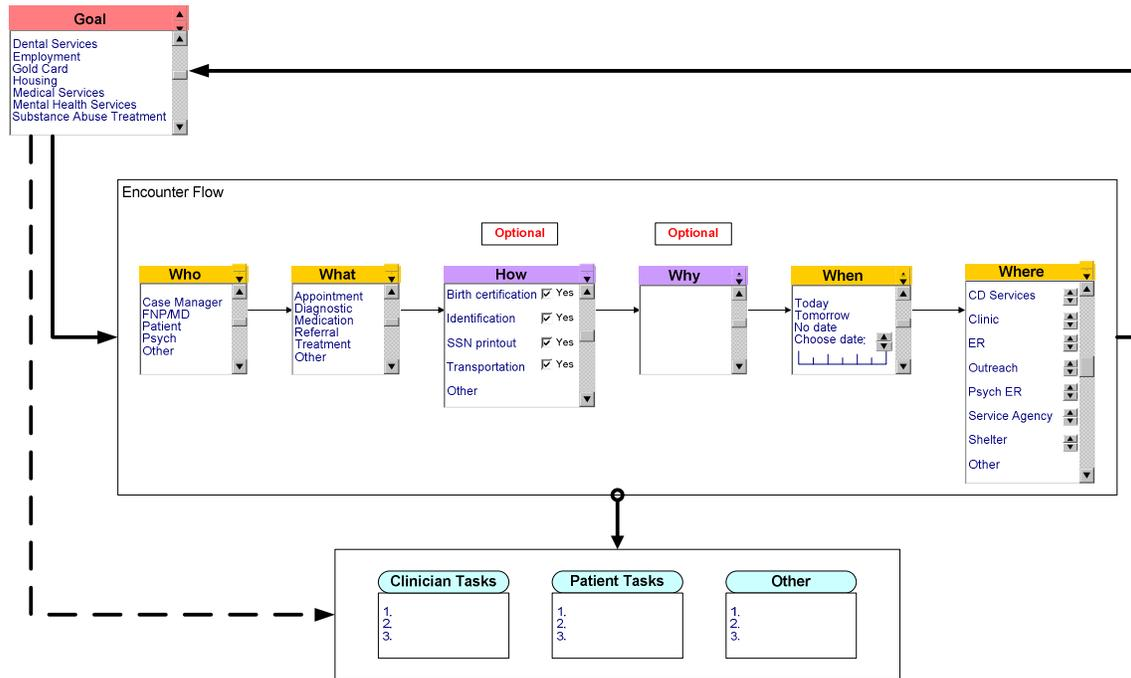 Goal
Dental Services
Employment
Gold Card
Housing
Medical Services
Mental Health Services
Substance Abuse Treatment
Encounter Flow
Optional
Optional
Who
Case Manager
FNP/MD
Patient
Psych
Other
What
Appointment
Diagnostic
Medication
Referral
Treatment
Other
How
Birth certification Yes
Identification Yes
SSN printout Yes
Transportation Yes
Other
Why
When
Today
Tomorrow
No date
Choose date:
Where
CD Services
Clinic
ER
Outreach
Psych ER
Service Agency
Shelter
Other
Clinician Tasks
1.
2.
3.
Patient Tasks
1.
2.
3.
Other
1.
2.
3.